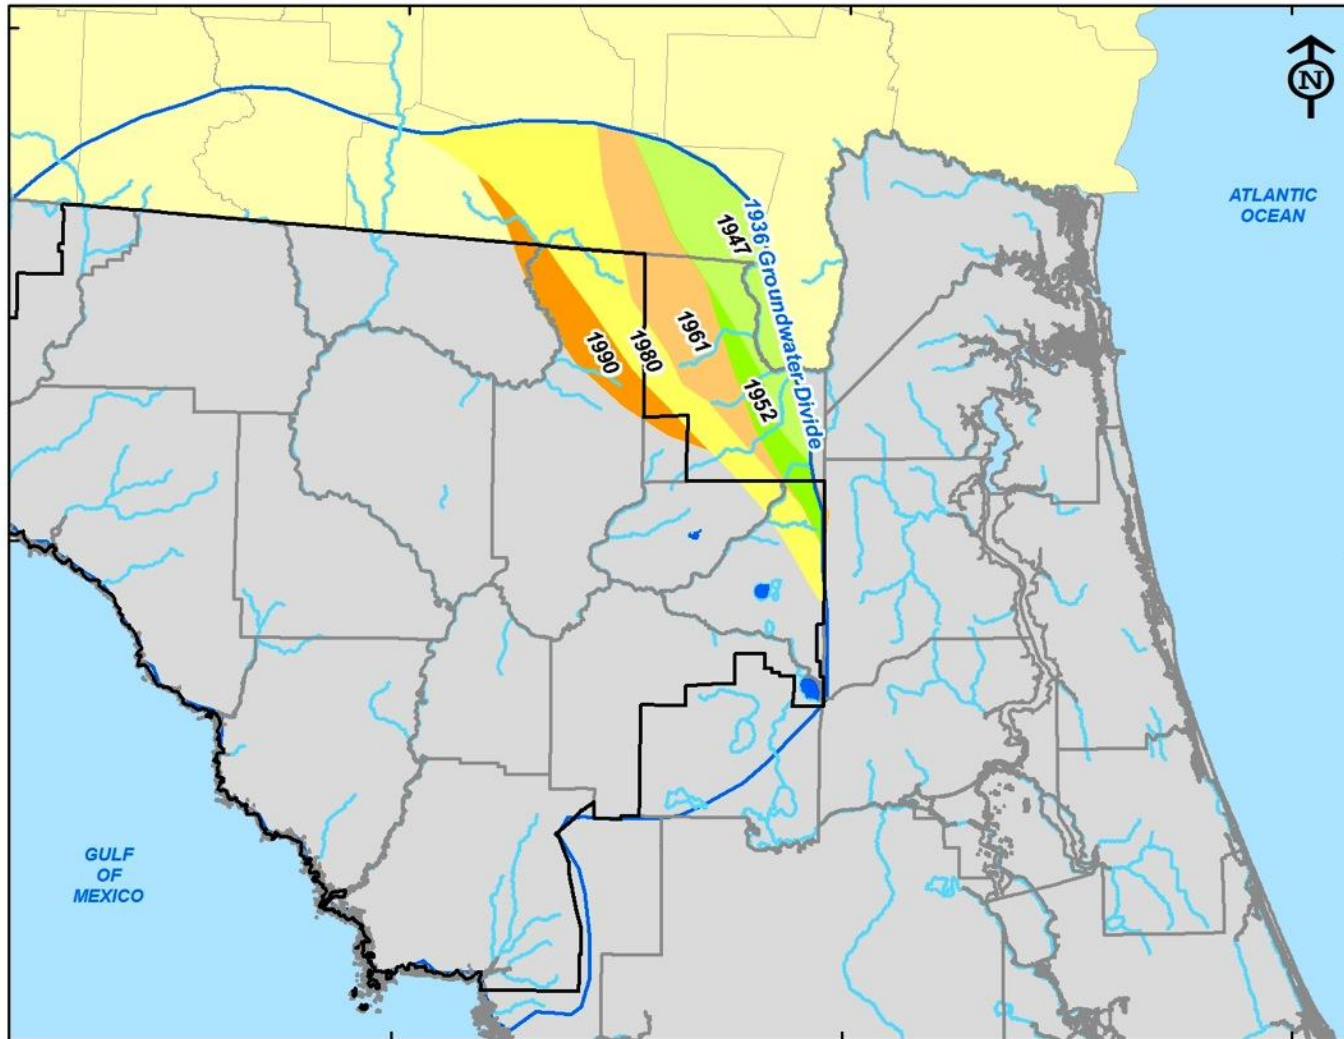 N
ATLANTIC
OCEAN
1936 Groundwater Divide
1947
1961
1980
1990
1952
GULF
OF
MEXICO